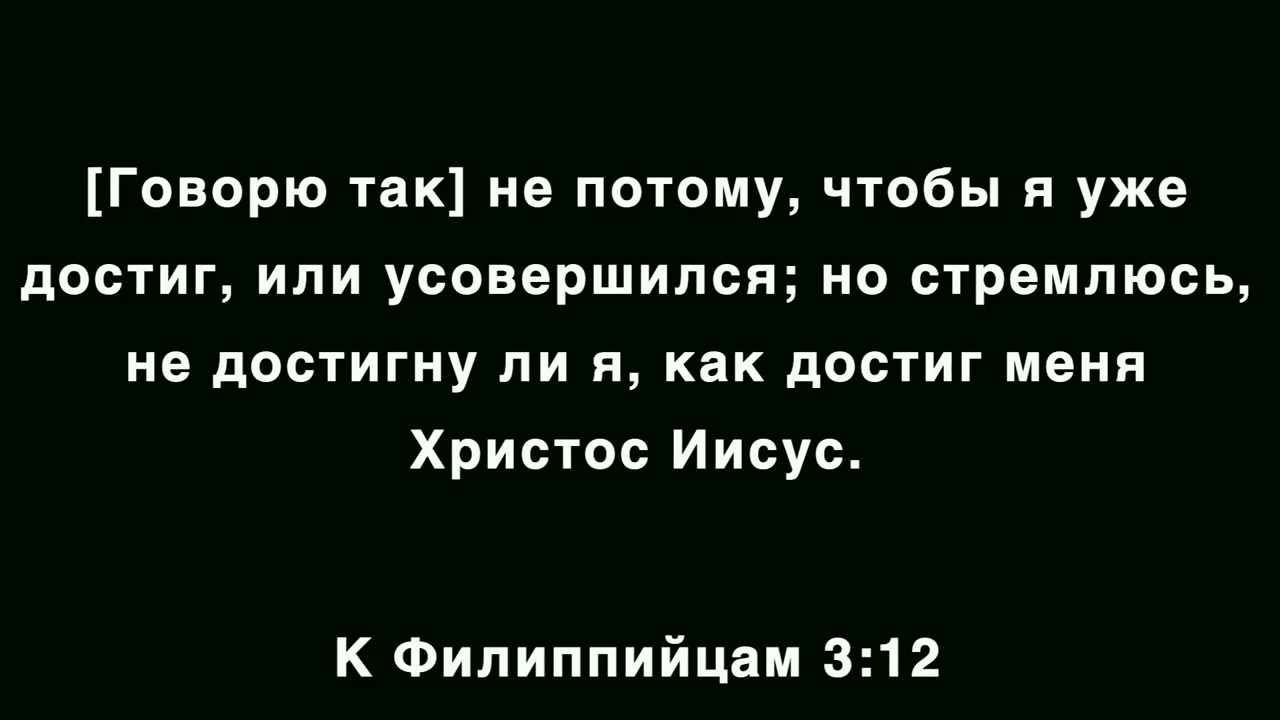 [Говорю так] не потому, чтобы я уже
достиг, или усовершился; но стремлюсь,
не достигну ли я, как достиг меня
Христос Иисус.
К Филиппийцам 3:12